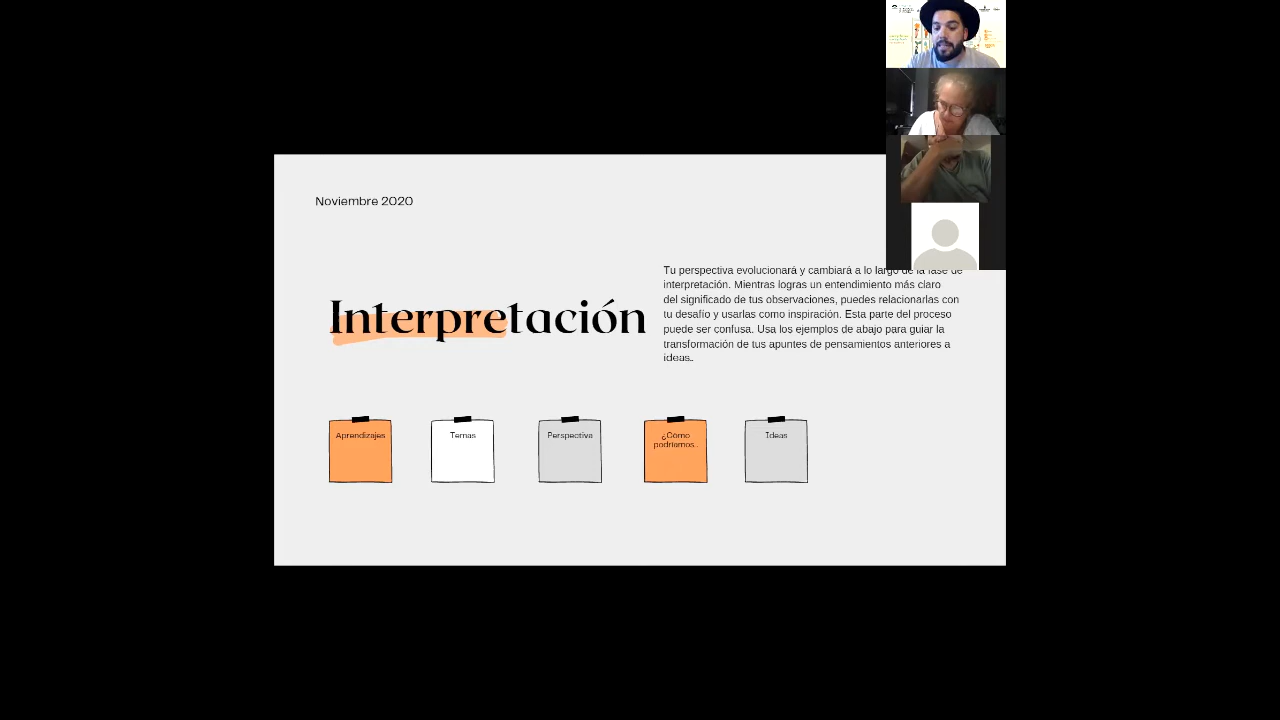 Noviembre 2020
Tu perspectiva evolucionará y cambiará a lo largo de la fase de
interpretación. Mientras logras un entendimiento más claro
del significado de tus observaciones, puedes relacionarlas con
tu desafío y usarlas como inspiración. Esta parte del proceso
puede ser confusa. Usa los ejemplos de abajo para guiar la
transformación de tus apuntes de pensamientos anteriores a
ideas..
Interpretación
Aprendizajes
Temas
Perspectiva
¿Cómo
podríamos...
Ideas